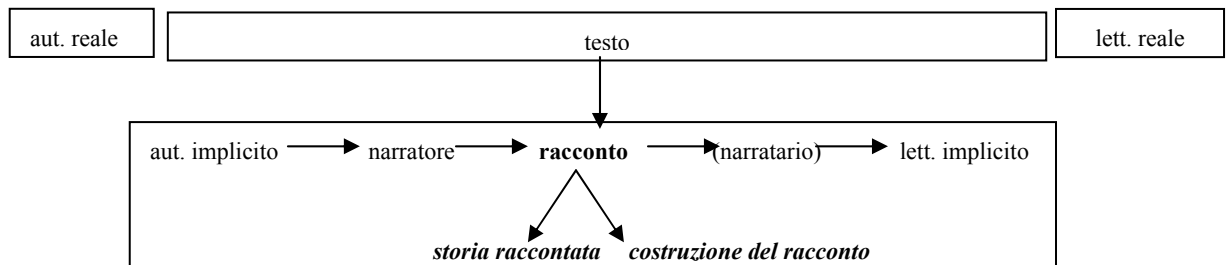 aut. reale testo lett. reale
aut. implicito narratore racconto (narratario) lett. implicito
storia raccontata costruzione del racconto